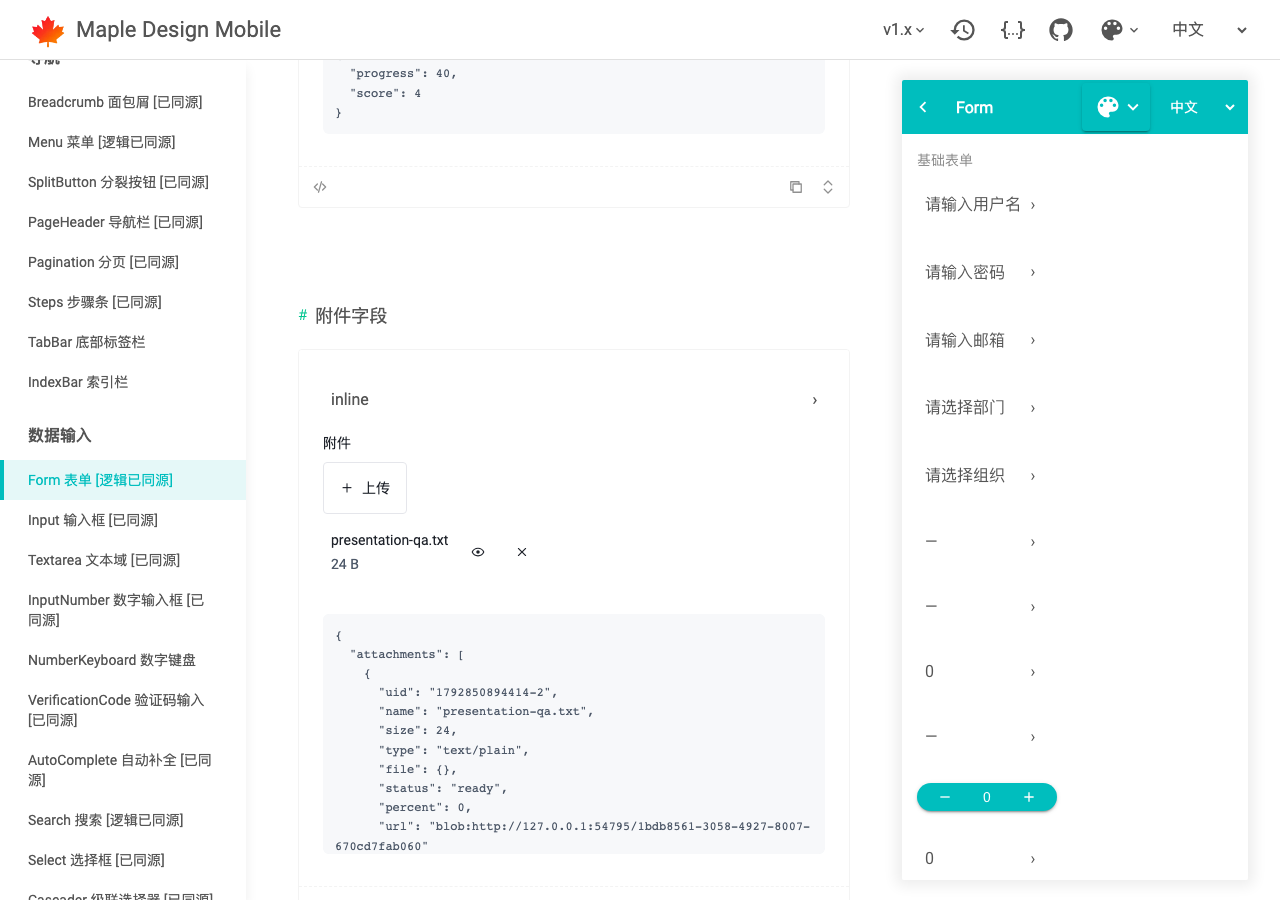 Maple Design Mobile
v1.x
中文
Breadcrumb 面包屑 [已同源]
Menu 菜单 [逻辑已同源]
SplitButton 分裂按钮 [已同源]
PageHeader 导航栏 [已同源]
Pagination 分页 [已同源]
Steps 步骤条 [已同源]
TabBar 底部标签栏
IndexBar 索引栏
数据输入
Form 表单 [逻辑已同源]
Input 输入框 [已同源]
Textarea 文本域 [已同源]
InputNumber 数字输入框 [已
同源]
NumberKeyboard 数字键盘
VerificationCode 验证码输入
[已同源]
AutoComplete 自动补全 [已同
源]
Search 搜索 [逻辑已同源]
Select 选择框 [已同源]
Cascader 级联选择器 [已同源]
"progress": 40,
"score": 4
}
# 附件字段
inline ›
附件
+ 上传
presentation-qa.txt
24 B
{
"attachments": [
{
"uid": "1792850894414-2",
"name": "presentation-qa.txt",
"size": 24,
"type": "text/plain",
"file": {},
"status": "ready",
"percent": 0,
"url": "blob:http://127.0.0.1:54795/1bdb8561-3058-4927-8007-
670cd7fab060"
Form
中文
基础表单
请输入用户名 ›
请输入密码 ›
请输入邮箱 ›
请选择部门 ›
请选择组织 ›
— ›
— ›
0 ›
— ›
− 0 +
0 ›